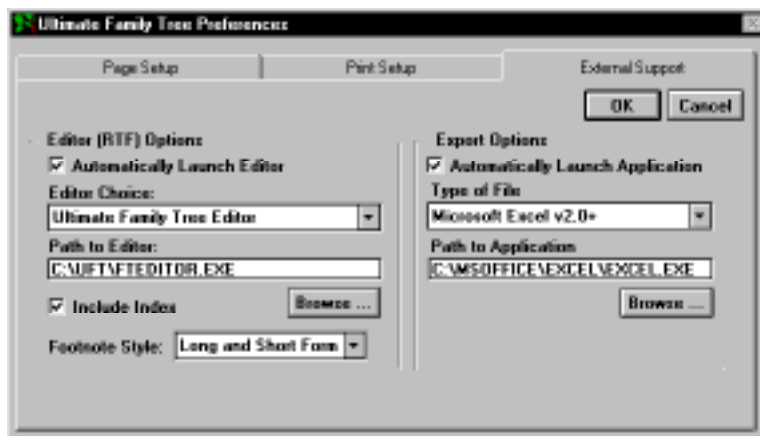 Ultimate Family Tree Preferences
Page Setup Print Setup External Support
OK Cancel
Editor (RTF) Options
Automatically Launch Editor
Editor Choice:
Ultimate Family Tree Editor
Path to Editor:
C:\UFT\FTEDITOR.EXE
Include Index
Browse ...
Footnote Style: Long and Short Form
Export Options
Automatically Launch Application
Type of File
Microsoft Excel v2.0+
Path to Application
C:\MSOFFICE\EXCEL\EXCEL.EXE
Browse ...